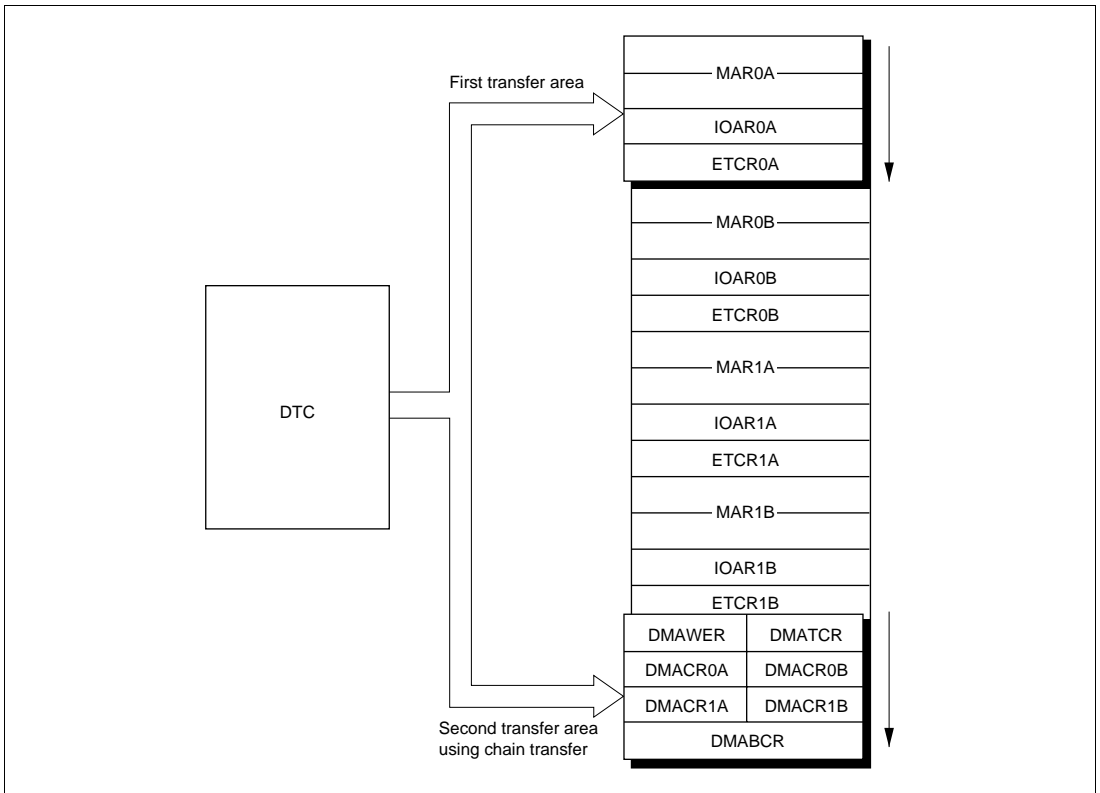 First transfer area
MAR0A
IOAR0A
ETCR0A
MAR0B
IOAR0B
ETCR0B
MAR1A
DTC
IOAR1A
ETCR1A
MAR1B
IOAR1B
ETCR1B
DMAWER DMATCR
DMACR0A DMACR0B
DMACR1A DMACR1B
DMABCR
Second transfer area
using chain transfer